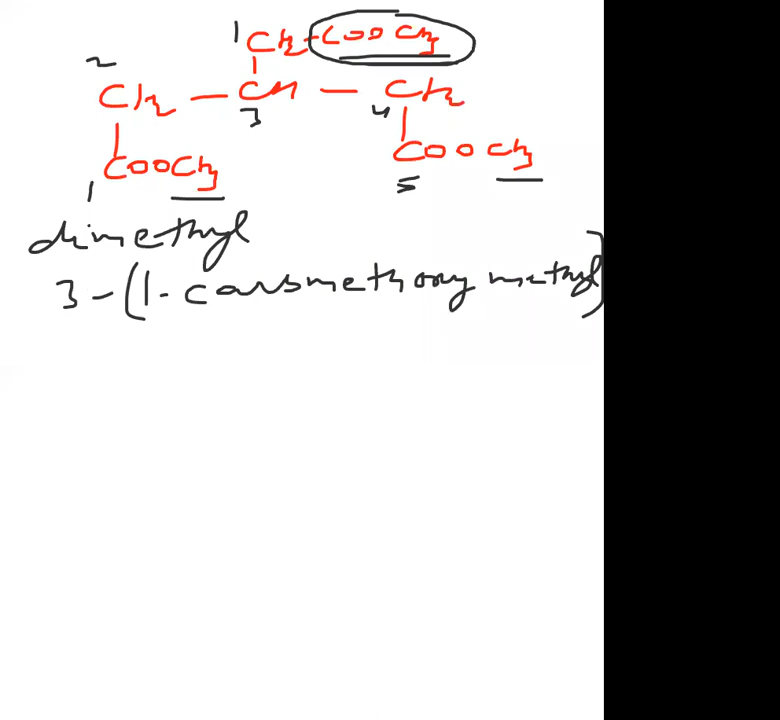 1 CH2-COOCH3
2
CH2 — CH — CH2
3 4
COOCH3 COOCH3
1 5
dimethyl
3-(1-carbmethoxy methyl)